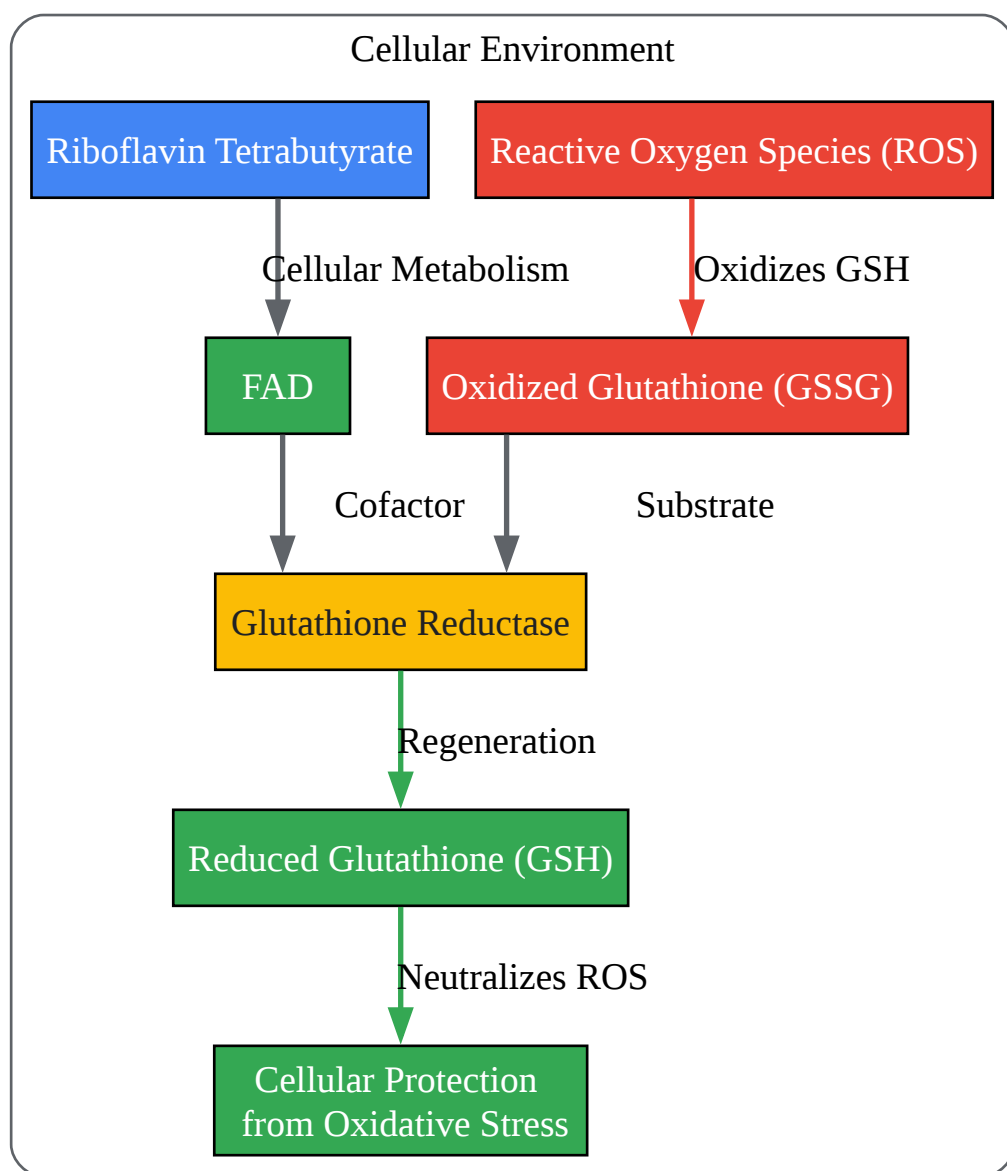 Cellular Environment
Riboflavin Tetrabutyrate
Reactive Oxygen Species (ROS)
Cellular Metabolism
Oxidizes GSH
FAD
Oxidized Glutathione (GSSG)
Cofactor
Substrate
Glutathione Reductase
Regeneration
Reduced Glutathione (GSH)
Neutralizes ROS
Cellular Protection
from Oxidative Stress